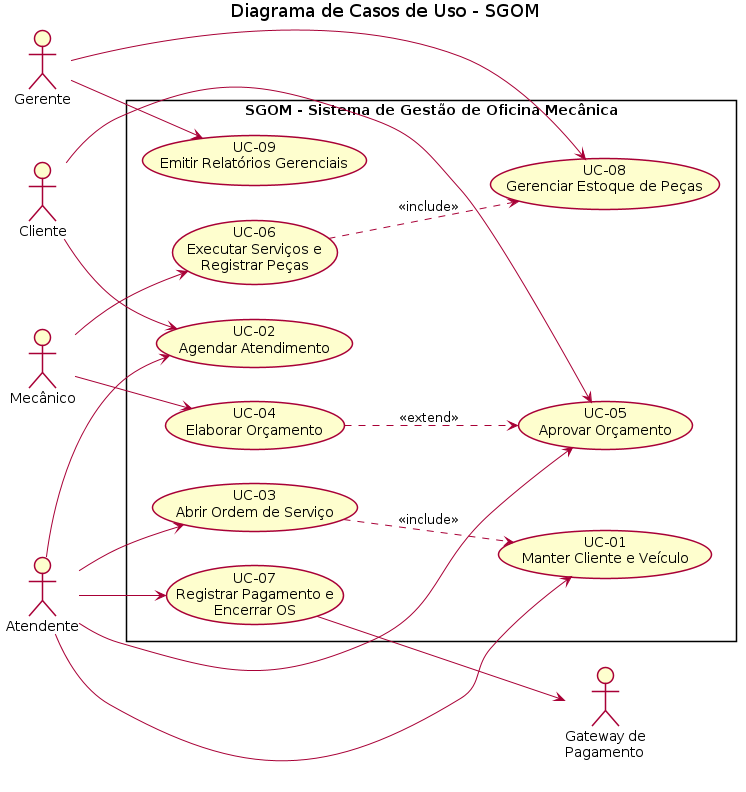 Diagrama de Casos de Uso - SGOM
SGOM - Sistema de Gestão de Oficina Mecânica
Gerente
UC-09
Emitir Relatórios Gerenciais
UC-08
Gerenciar Estoque de Peças
Cliente
«include»
UC-06
Executar Serviços e
Registrar Peças
UC-02
Agendar Atendimento
Mecânico
UC-04
Elaborar Orçamento
«extend»
UC-05
Aprovar Orçamento
UC-03
Abrir Ordem de Serviço
«include»
UC-01
Manter Cliente e Veículo
UC-07
Registrar Pagamento e
Encerrar OS
Atendente
Gateway de
Pagamento